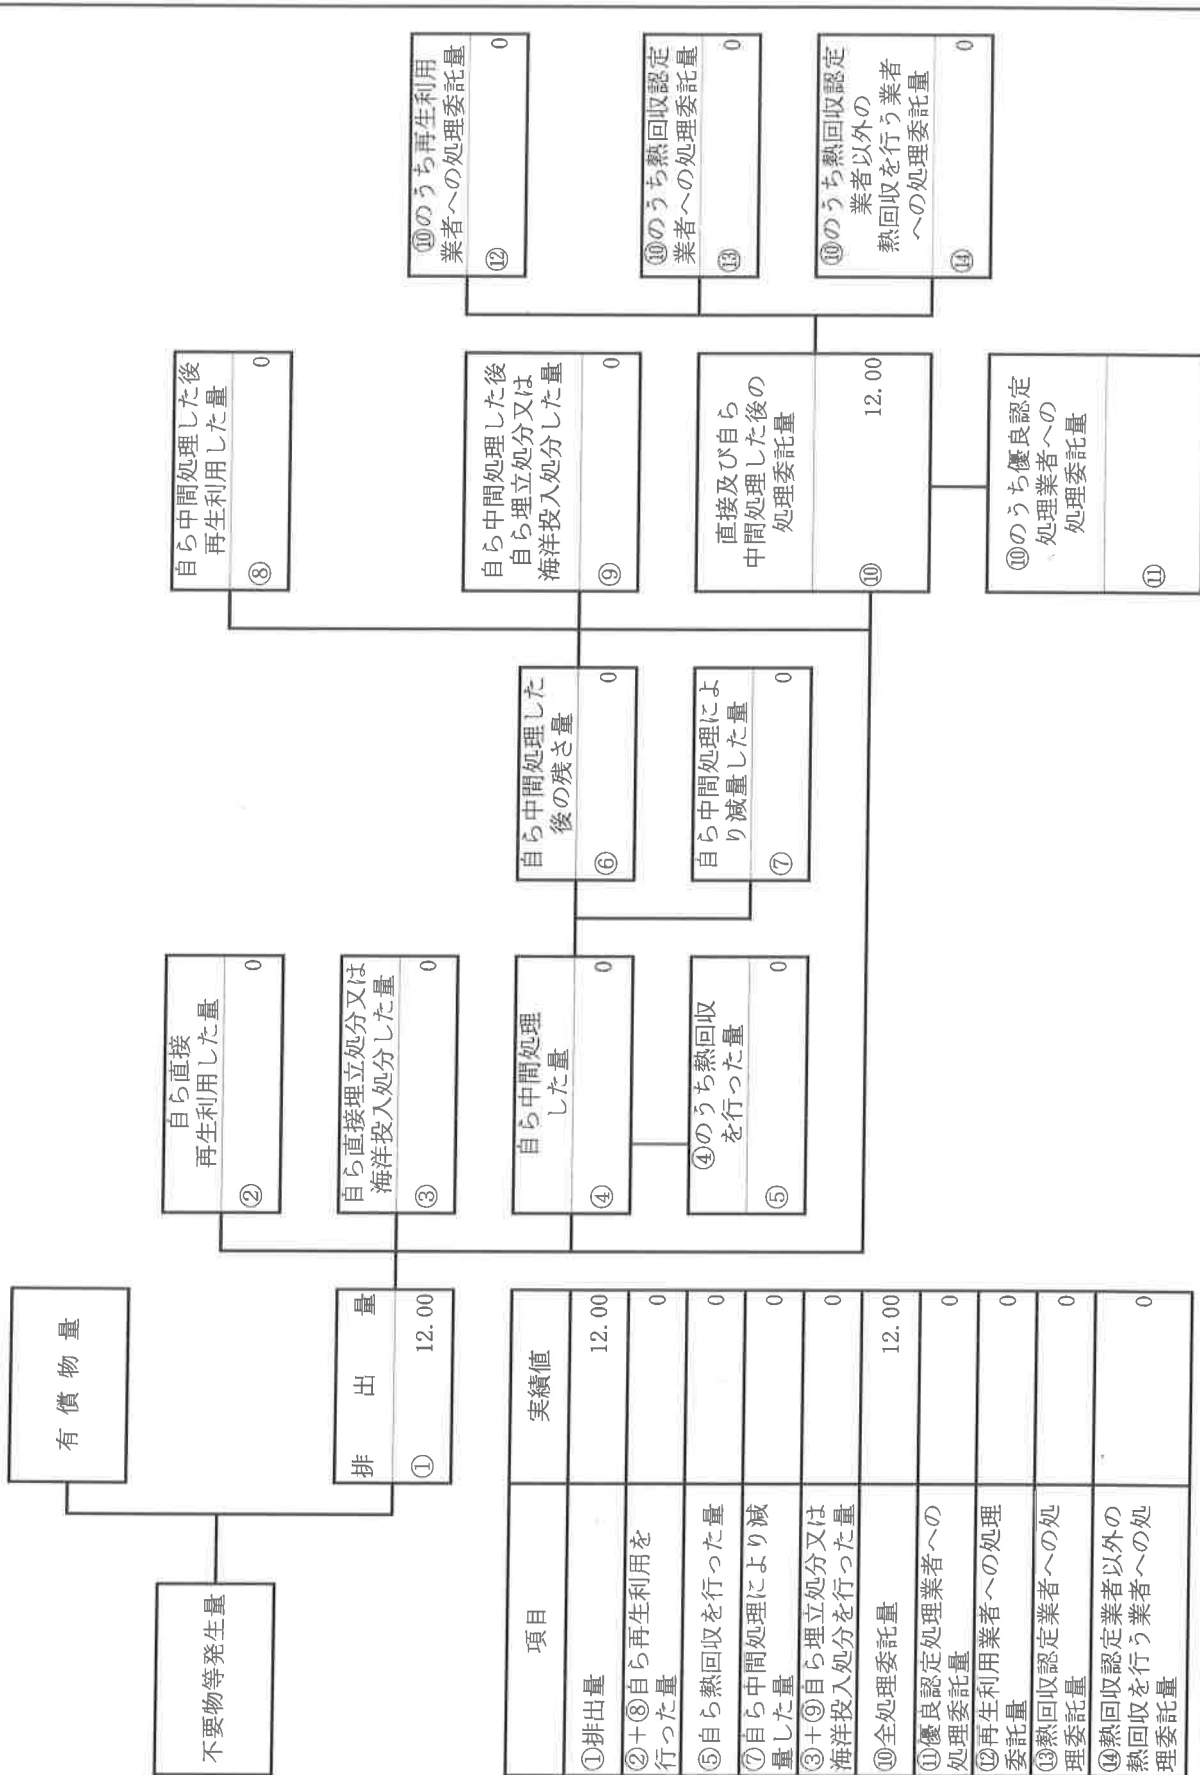 不要物等発生量
有償物量
排出量
① 12.00
自ら直接
再生利用した量
② 0
自ら直接埋立処分又は
海洋投入処分した量
③ 0
自ら中間処理
した量
④ 0
④のうち熱回収
を行った量
⑤ 0
自ら中間処理した
後の残さ量
⑥ 0
自ら中間処理によ
り減量した量
⑦ 0
自ら中間処理した後
再生利用した量
⑧ 0
自ら中間処理した後
自ら埋立処分又は
海洋投入処分した量
⑨ 0
直接及び自ら
中間処理した後の
処理委託量
⑩ 12.00
⑩のうち優良認定
処理業者への
処理委託量
⑪
⑩のうち再生利用
業者への処理委託量
⑫ 0
⑩のうち熱回収認定
業者への処理委託量
⑬ 0
⑩のうち熱回収認定
業者以外の
熱回収を行う業者
への処理委託量
⑭ 0
項目 実績値
①排出量 12.00
②+⑧自ら再生利用を
行った量 0
⑤自ら熱回収を行った量 0
⑦自ら中間処理により減
量した量 0
③+⑨自ら埋立処分又は
海洋投入処分を行った量 0
⑩全処理委託量 12.00
⑪優良認定処理業者への
処理委託量 0
⑫再生利用業者への処理
委託量 0
⑬熱回収認定業者への処
理委託量 0
⑭熱回収認定業者以外の
熱回収を行う業者への処
理委託量 0